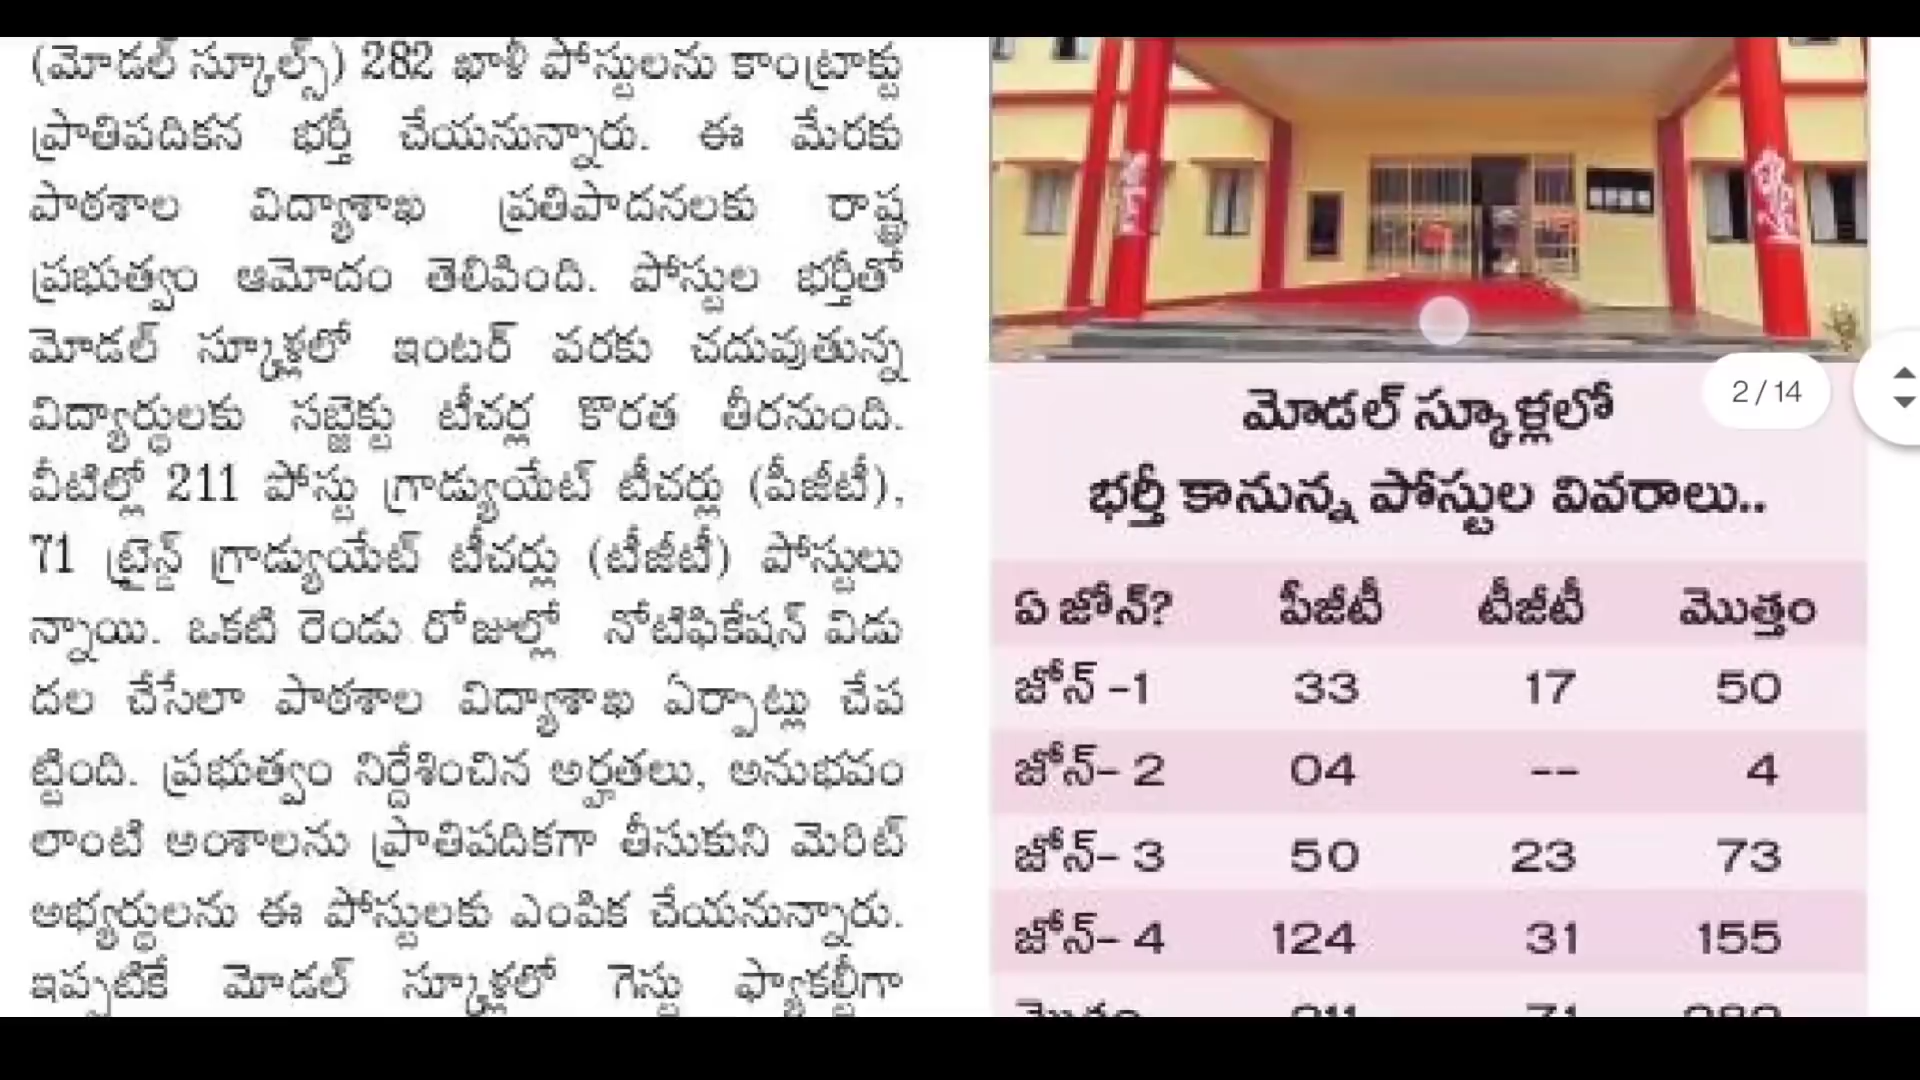 (మోడల్ స్కూల్స్) 282 ఖాళీ పోస్టులను కాంట్రాక్టు
ప్రాతిపదికన భర్తీ చేయనున్నారు. ఈ మేరకు
పాఠశాల విద్యాశాఖ ప్రతిపాదనలకు రాష్ట్ర
ప్రభుత్వం ఆమోదం తెలిపింది. పోస్టుల భర్తీతో
మోడల్ స్కూళ్లలో ఇంటర్ వరకు చదువుతున్న
విద్యార్థులకు సబ్జెక్టు టీచర్ల కొరత తీరనుంది.
వీటిల్లో 211 పోస్టు గ్రాడ్యుయేట్ టీచర్లు (పీజీటీ),
71 ట్రైన్డ్ గ్రాడ్యుయేట్ టీచర్లు (టీజీటీ) పోస్టులు
న్నాయి. ఒకటి రెండు రోజుల్లో నోటిఫికేషన్ విడు
దల చేసేలా పాఠశాల విద్యాశాఖ ఏర్పాట్లు చేప
ట్టింది. ప్రభుత్వం నిర్దేశించిన అర్హతలు, అనుభవం
లాంటి అంశాలను ప్రాతిపదికగా తీసుకుని మెరిట్
అభ్యర్థులను ఈ పోస్టులకు ఎంపిక చేయనున్నారు.
ఇప్పటికే మోడల్ స్కూళ్లలో గెస్టు ఫ్యాకల్టీగా
2 / 14
మోడల్ స్కూళ్లలో
భర్తీ కానున్న పోస్టుల వివరాలు..
ఏ జోన్? పీజీటీ టీజీటీ మొత్తం
జోన్ -1 33 17 50
జోన్- 2 04 -- 4
జోన్- 3 50 23 73
జోన్- 4 124 31 155
మొత్తం 211 71 282